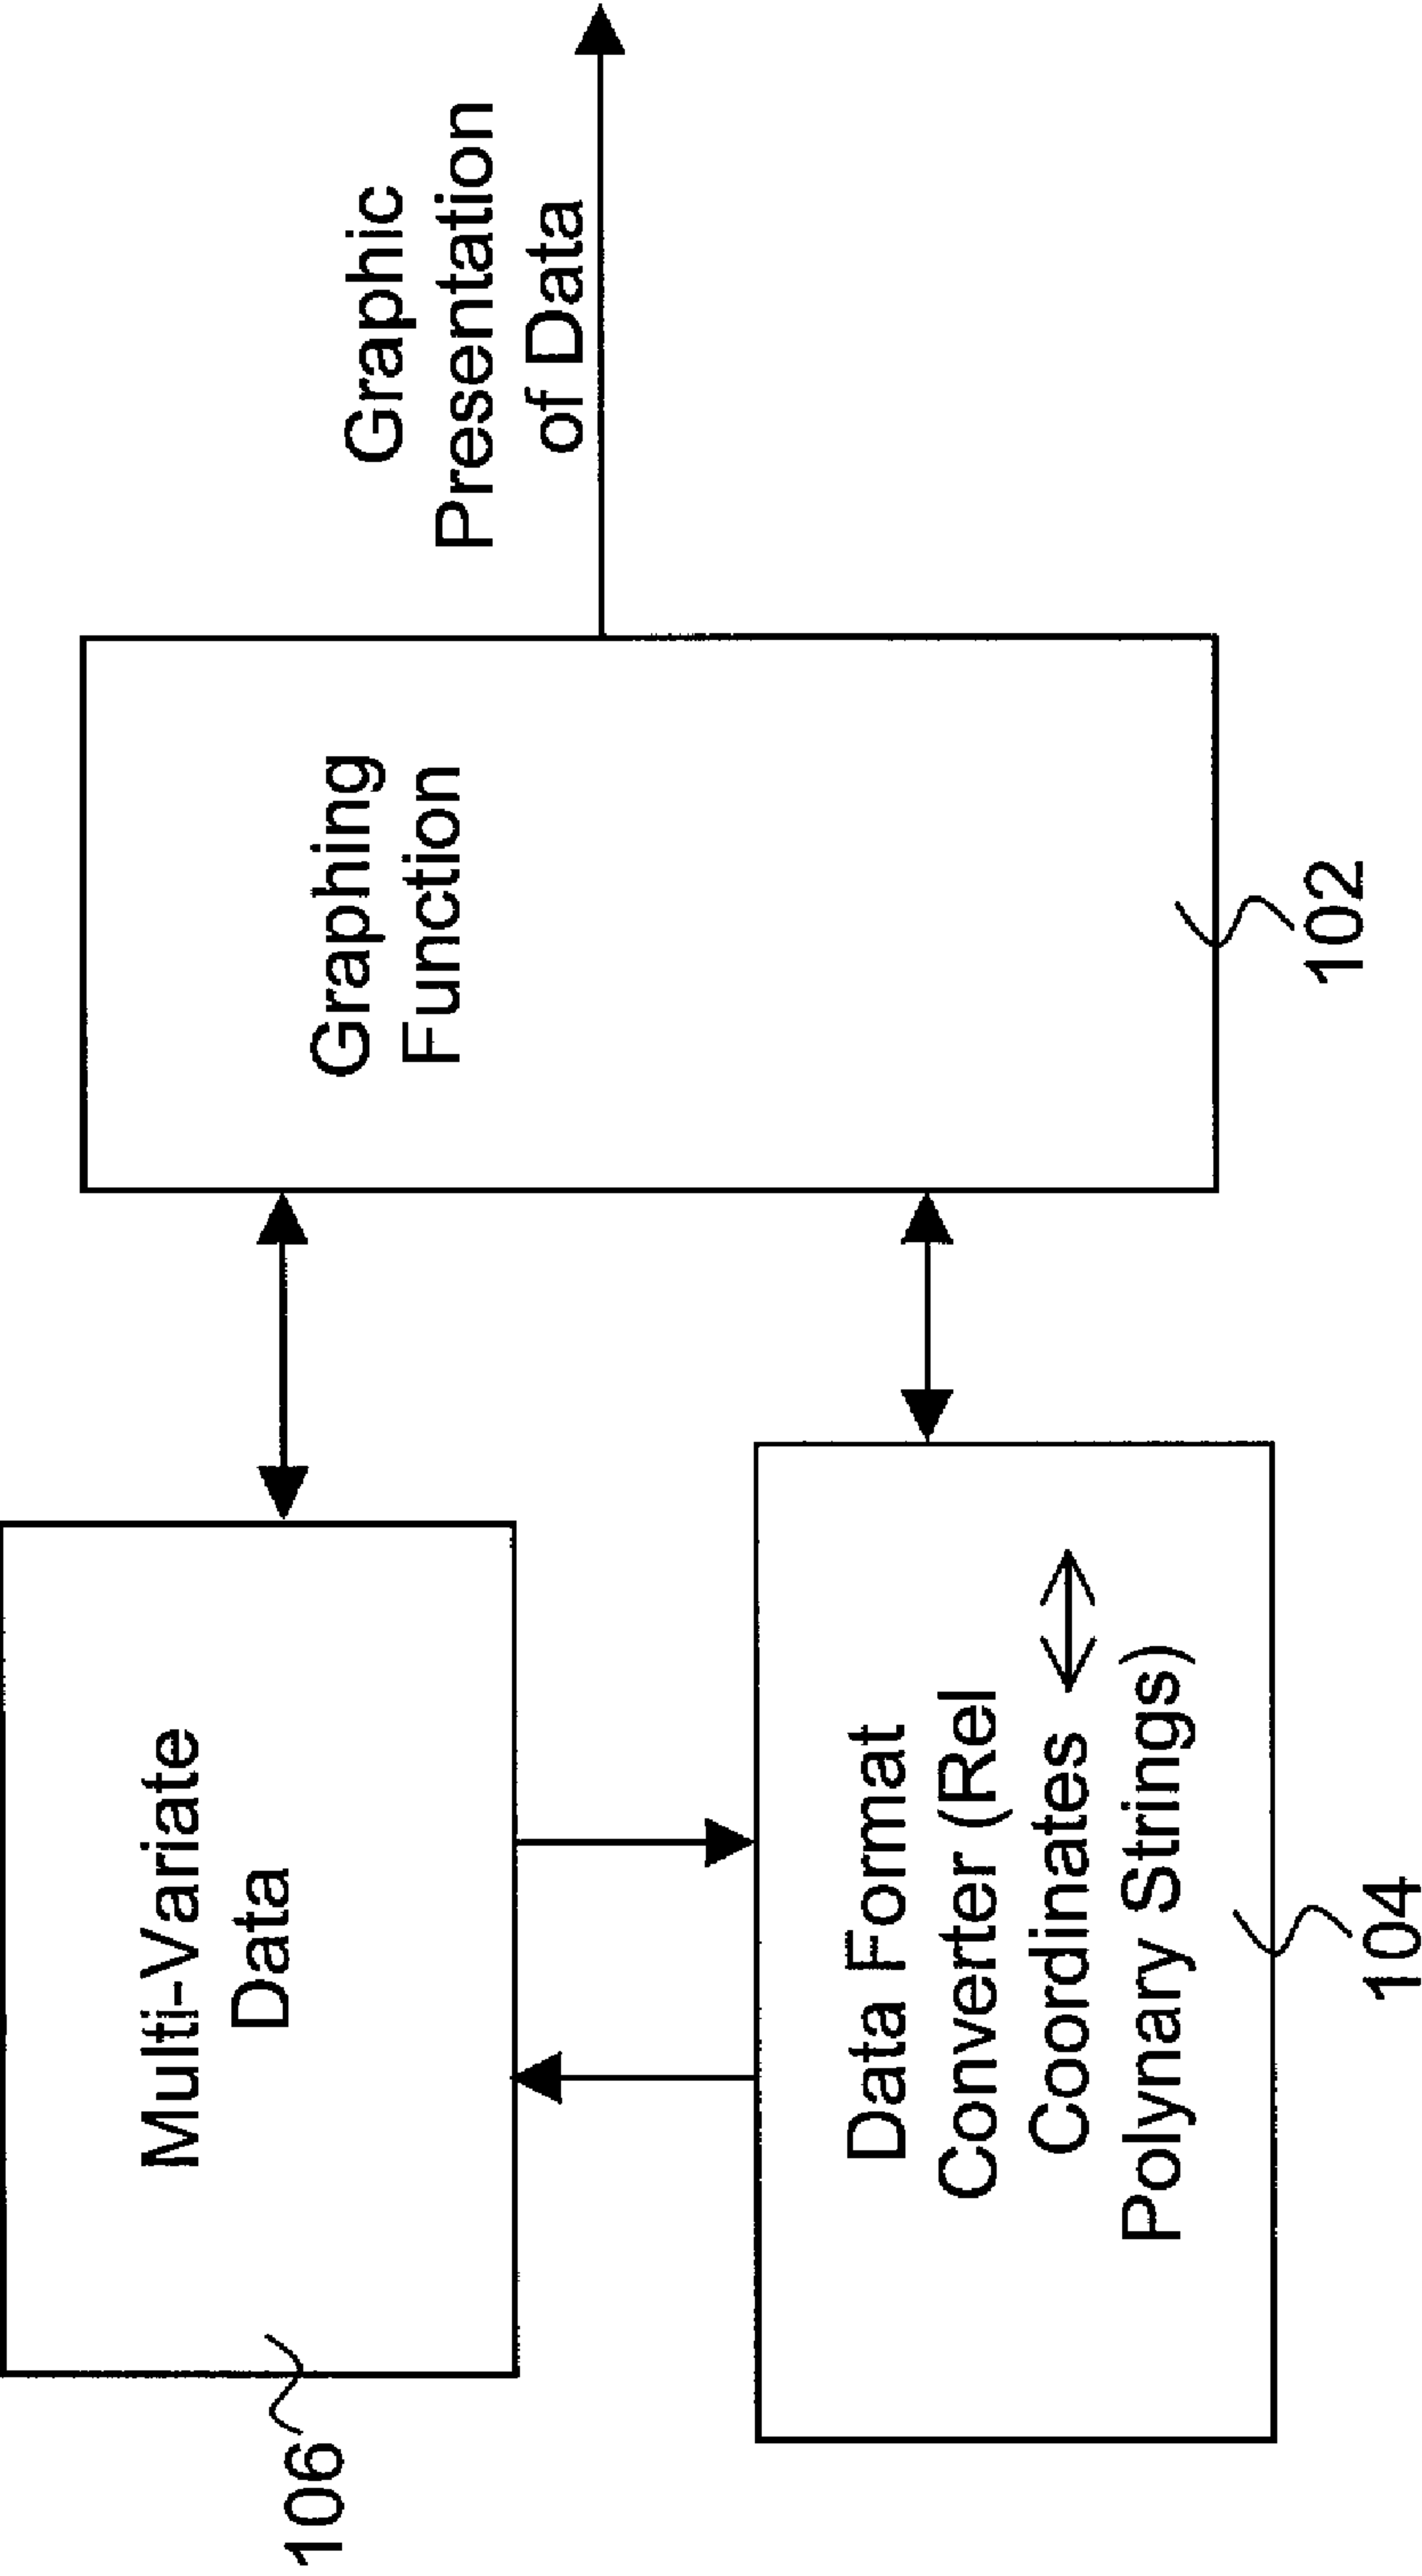 106
Multi-Variate
Data
Data Format
Converter (Rel
Coordinates <->
Polynary Strings)
104
Graphing
Function
102
Graphic
Presentation
of Data